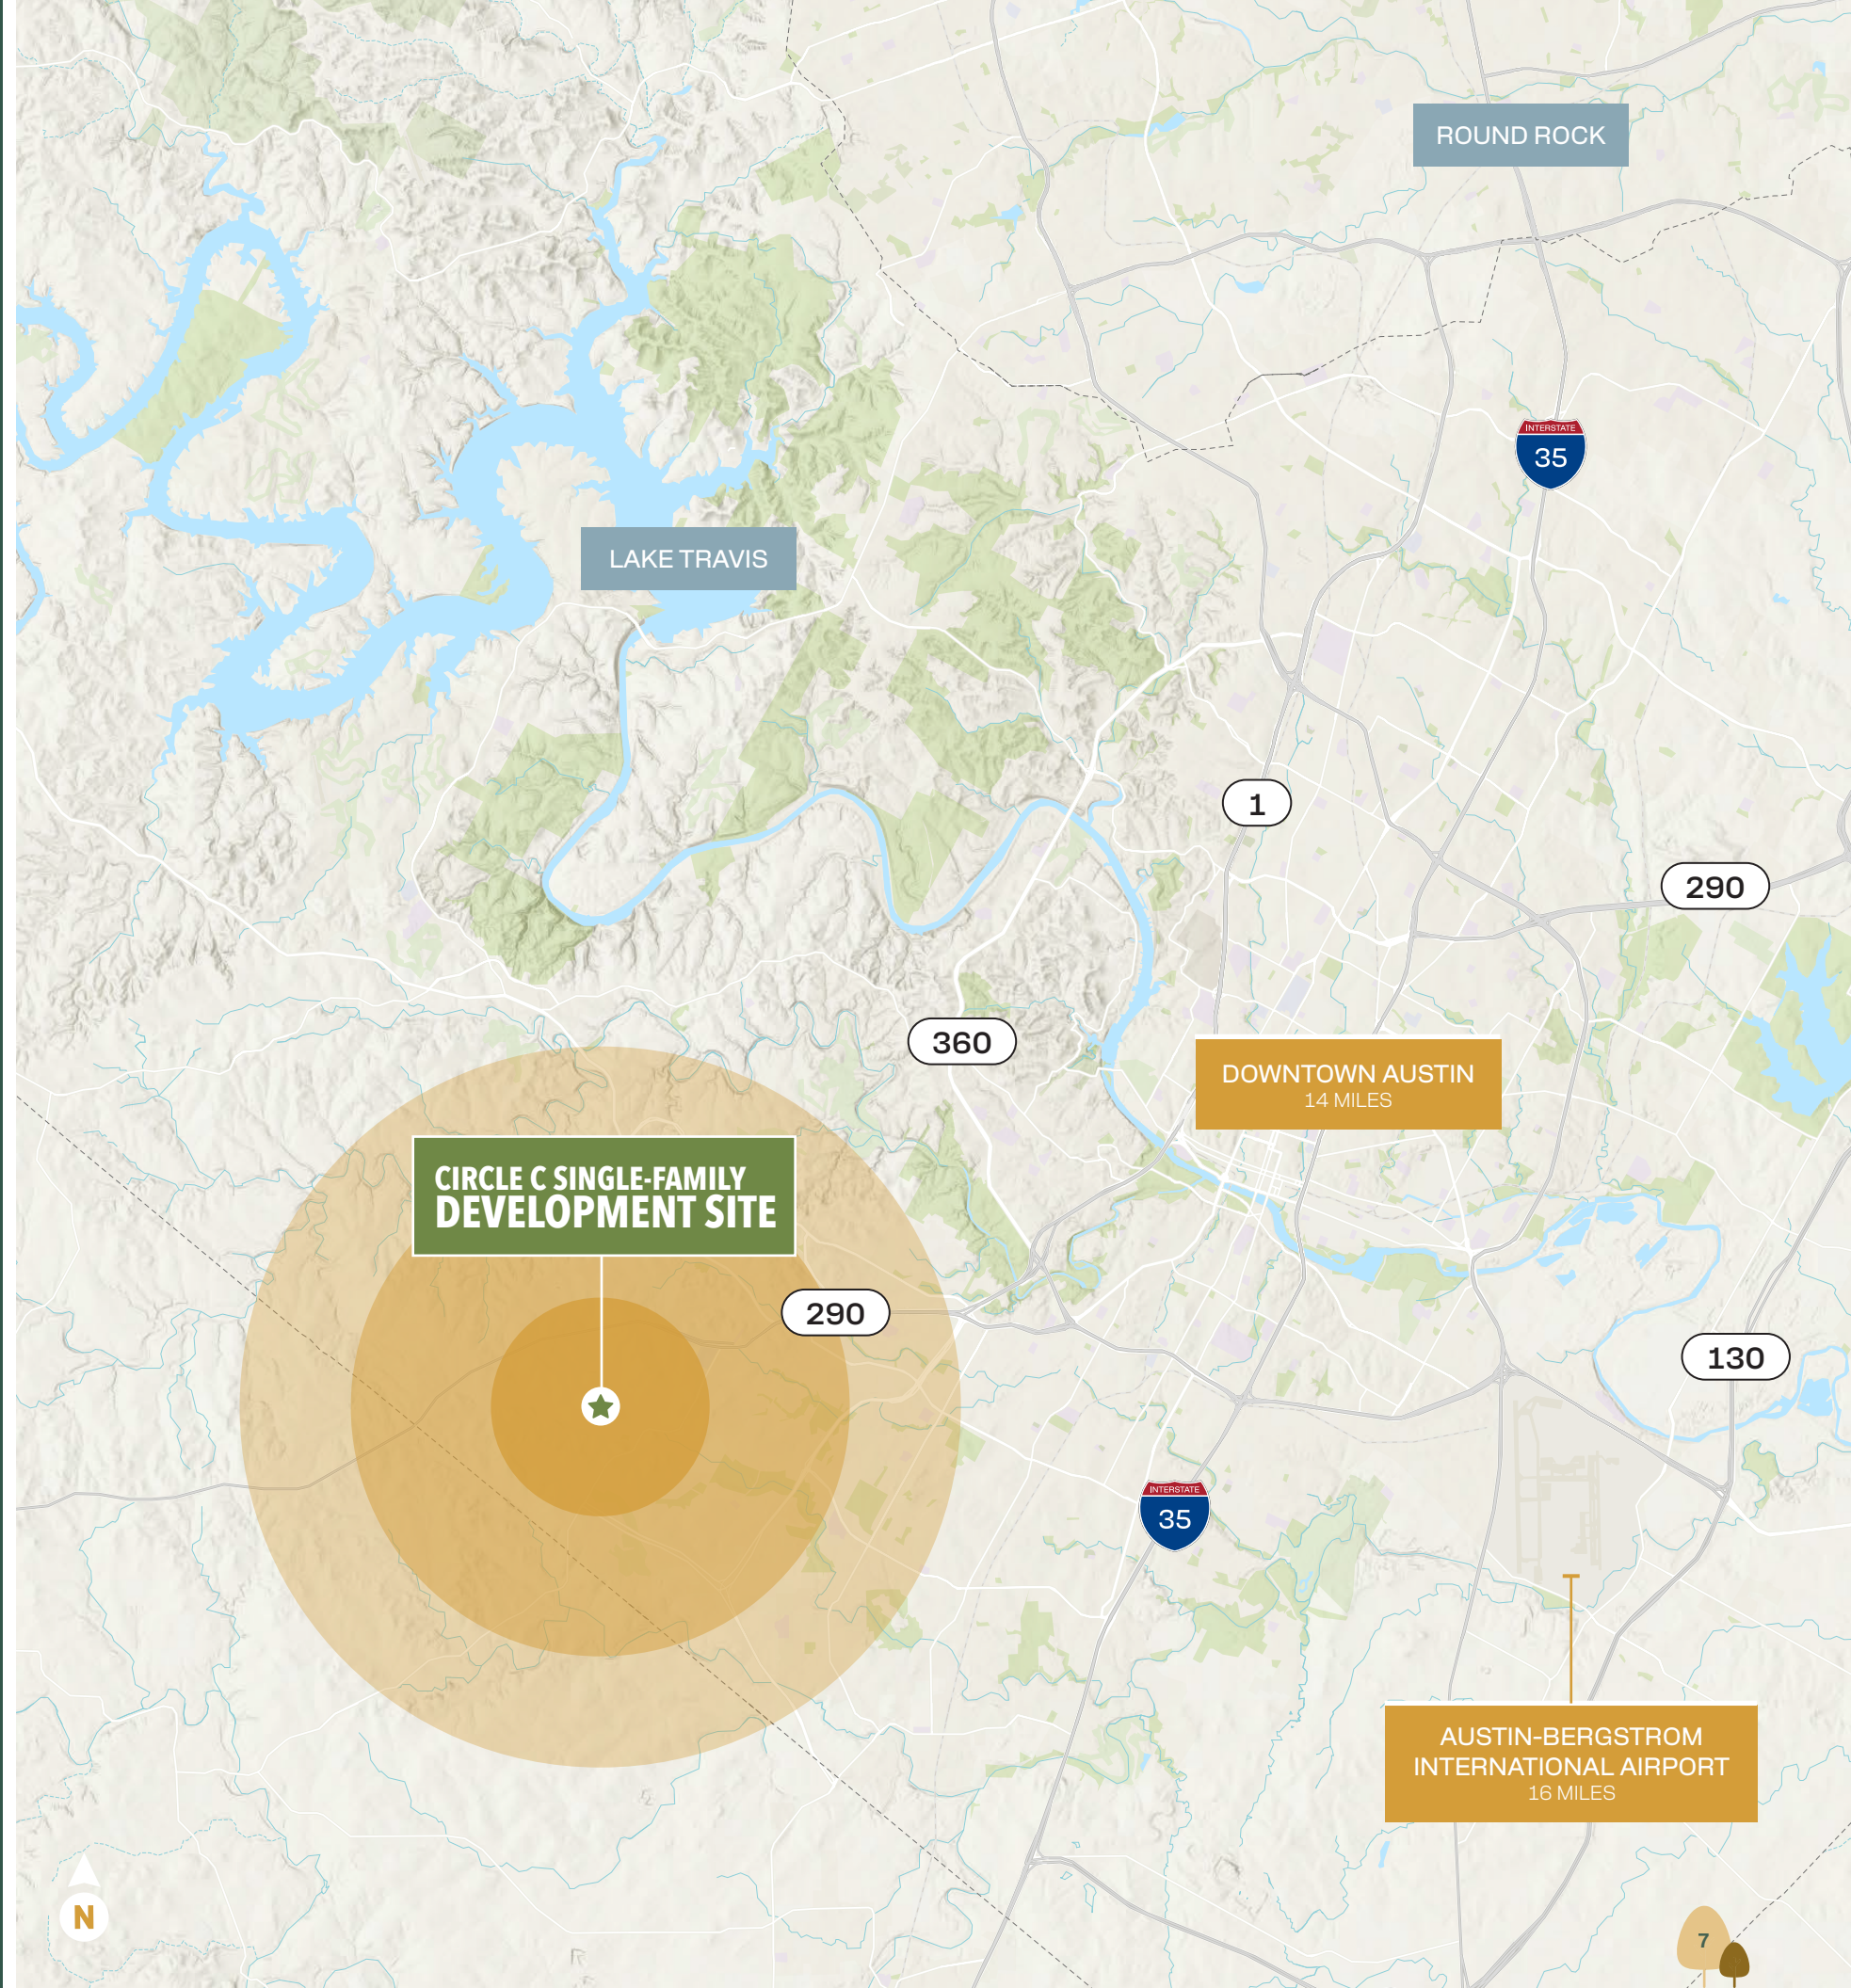 ROUND ROCK
INTERSTATE
35
LAKE TRAVIS
1
290
360
DOWNTOWN AUSTIN
14 MILES
CIRCLE C SINGLE-FAMILY
DEVELOPMENT SITE
290
130
INTERSTATE
35
AUSTIN-BERGSTROM
INTERNATIONAL AIRPORT
16 MILES
N
7